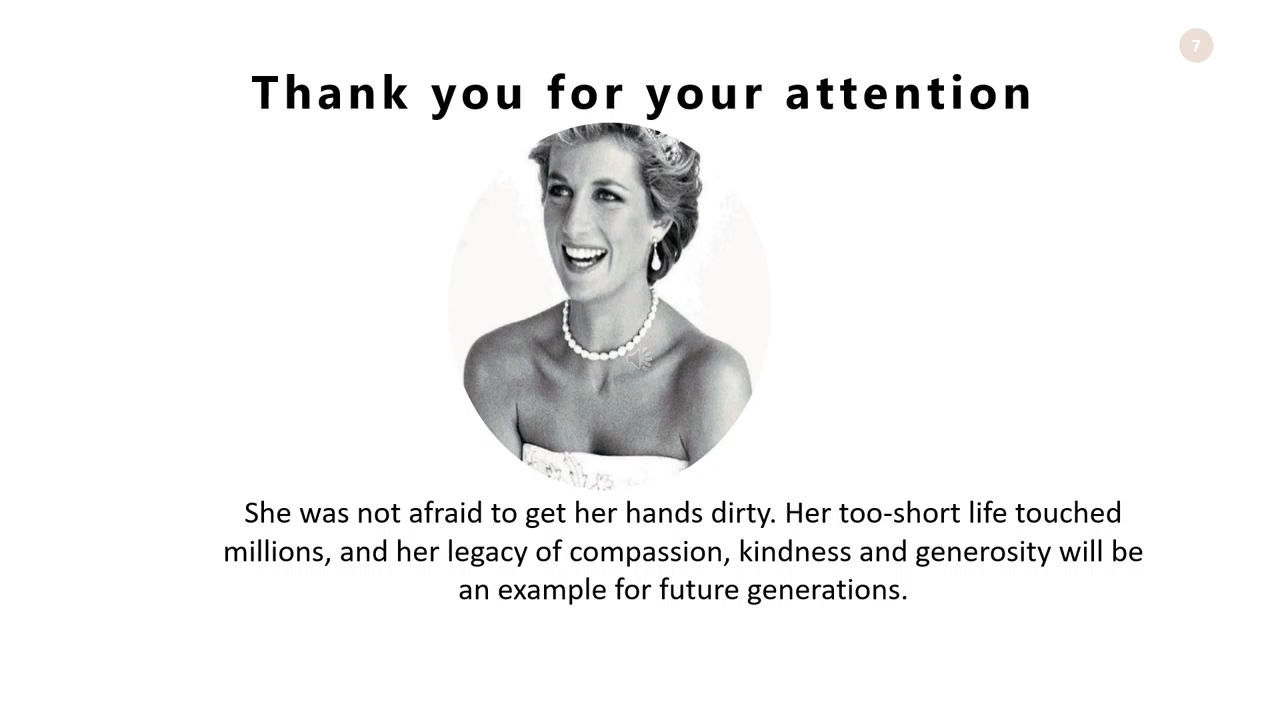 7
Thank you for your attention
She was not afraid to get her hands dirty. Her too-short life touched
millions, and her legacy of compassion, kindness and generosity will be
an example for future generations.